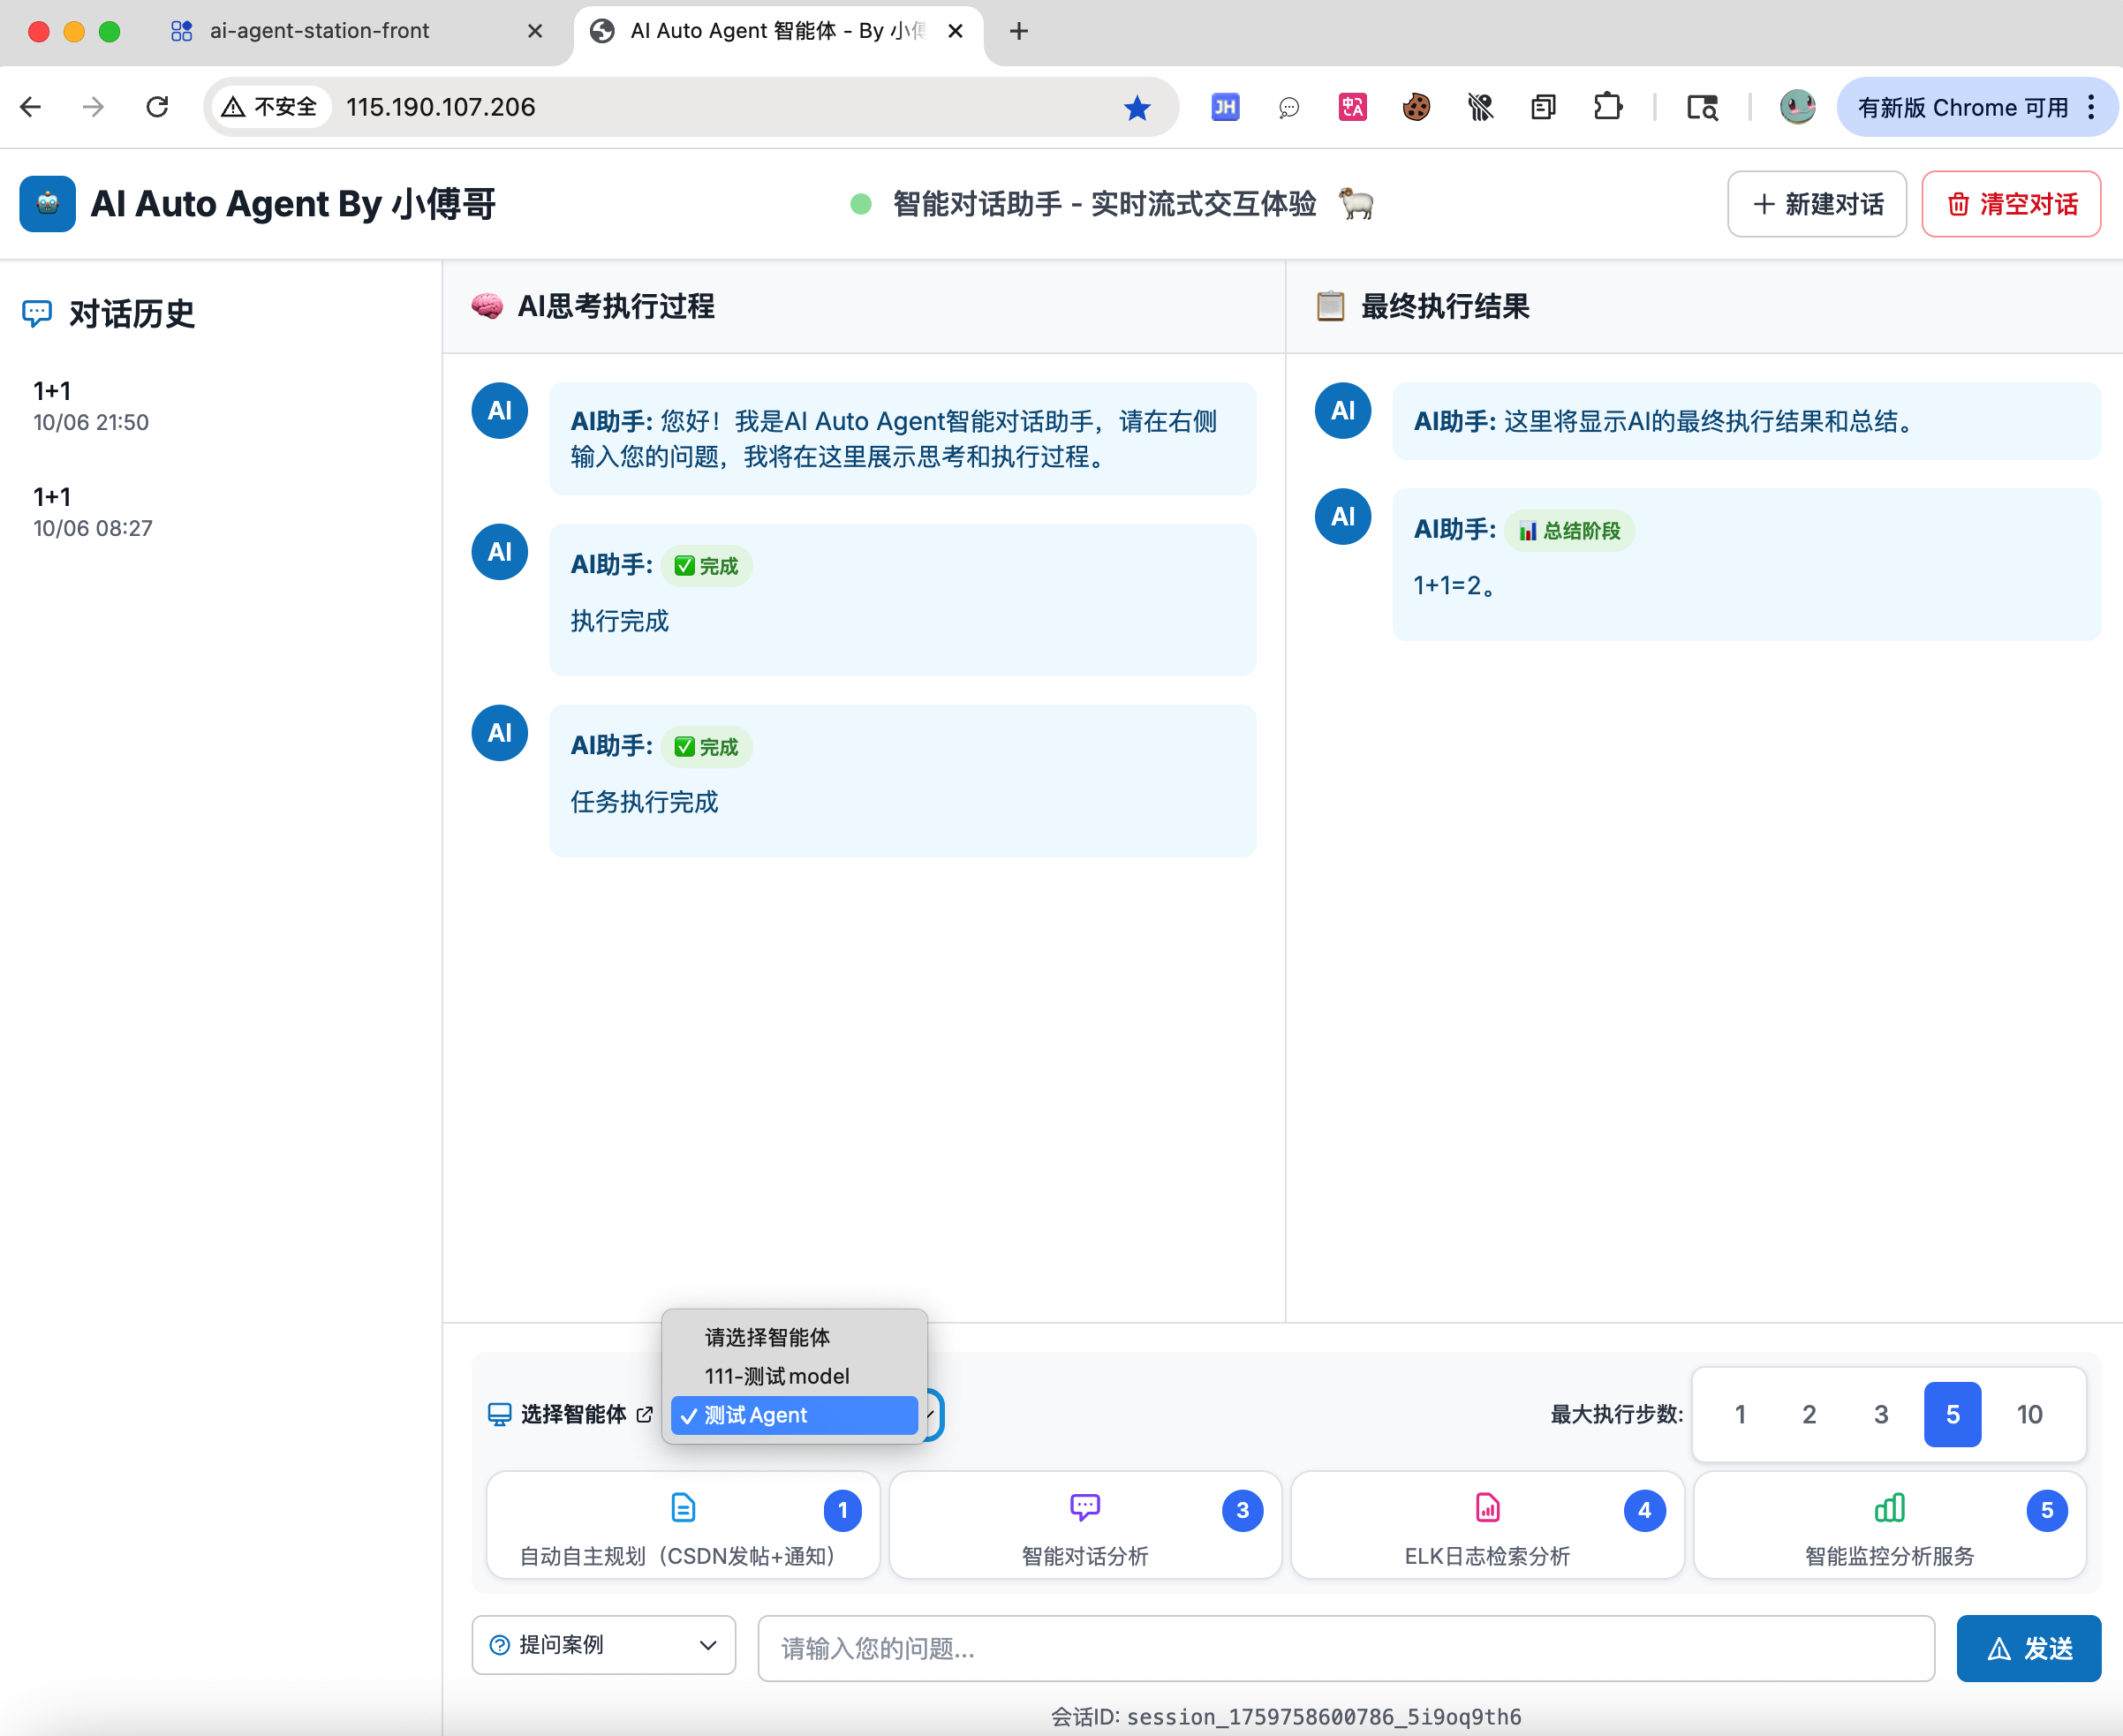 ai-agent-station-front
AI Auto Agent 智能体 - By 小傅
不安全
115.190.107.206
JH
中A
有新版 Chrome 可用
AI Auto Agent By 小傅哥
智能对话助手 - 实时流式交互体验
新建对话
清空对话
对话历史
1+1
10/06 21:50
1+1
10/06 08:27
AI思考执行过程
AI
AI助手: 您好！我是AI Auto Agent智能对话助手，请在右侧
输入您的问题，我将在这里展示思考和执行过程。
AI
AI助手: 完成
执行完成
AI
AI助手: 完成
任务执行完成
最终执行结果
AI
AI助手: 这里将显示AI的最终执行结果和总结。
AI
AI助手: 总结阶段
1+1=2。
请选择智能体
111-测试model
测试Agent
选择智能体
最大执行步数:
1 2 3 5 10
1
自动自主规划（CSDN发帖+通知）
3
智能对话分析
4
ELK日志检索分析
5
智能监控分析服务
提问案例
请输入您的问题...
发送
会话ID: session_1759758600786_5i9oq9th6